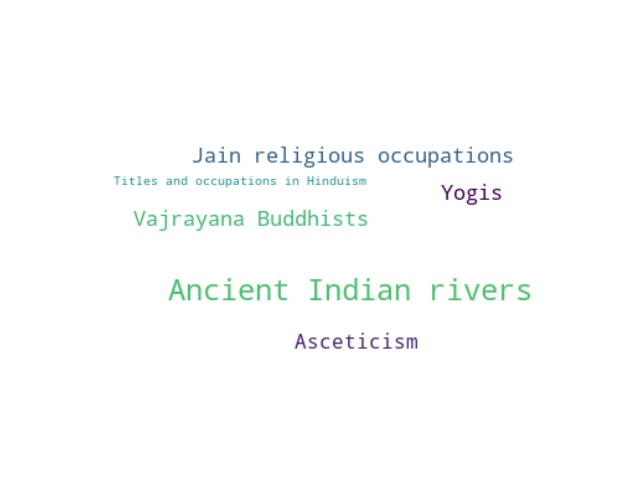 Jain religious occupations
Titles and occupations in Hinduism
Yogis
Vajrayana Buddhists
Ancient Indian rivers
Asceticism